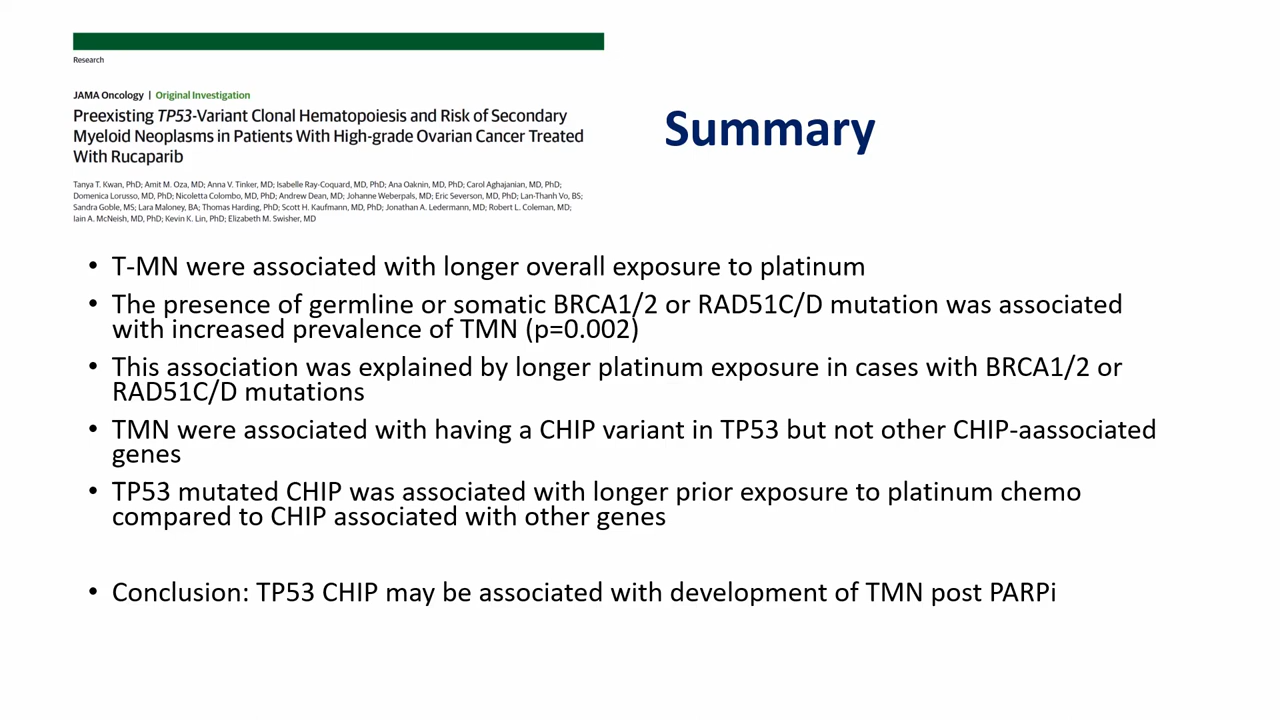 Research
JAMA Oncology | Original Investigation
Preexisting TP53-Variant Clonal Hematopoiesis and Risk of Secondary
Myeloid Neoplasms in Patients With High-grade Ovarian Cancer Treated
With Rucaparib
Tanya T. Kwan, PhD; Amit M. Oza, MD; Anna V. Tinker, MD; Isabelle Ray-Coquard, MD, PhD; Ana Oaknin, MD, PhD; Carol Aghajanian, MD, PhD;
Domenica Lorusso, MD, PhD; Nicoletta Colombo, MD, PhD; Andrew Dean, MD; Johanne Weberpals, MD; Eric Severson, MD, PhD; Lan-Thanh Vo, BS;
Sandra Goble, MS; Lara Maloney, BA; Thomas Harding, PhD; Scott H. Kaufmann, MD, PhD; Jonathan A. Ledermann, MD; Robert L. Coleman, MD;
Iain A. McNeish, MD, PhD; Kevin K. Lin, PhD; Elizabeth M. Swisher, MD
Summary
• T-MN were associated with longer overall exposure to platinum
• The presence of germline or somatic BRCA1/2 or RAD51C/D mutation was associated
with increased prevalence of TMN (p=0.002)
• This association was explained by longer platinum exposure in cases with BRCA1/2 or
RAD51C/D mutations
• TMN were associated with having a CHIP variant in TP53 but not other CHIP-aassociated
genes
• TP53 mutated CHIP was associated with longer prior exposure to platinum chemo
compared to CHIP associated with other genes
• Conclusion: TP53 CHIP may be associated with development of TMN post PARPi